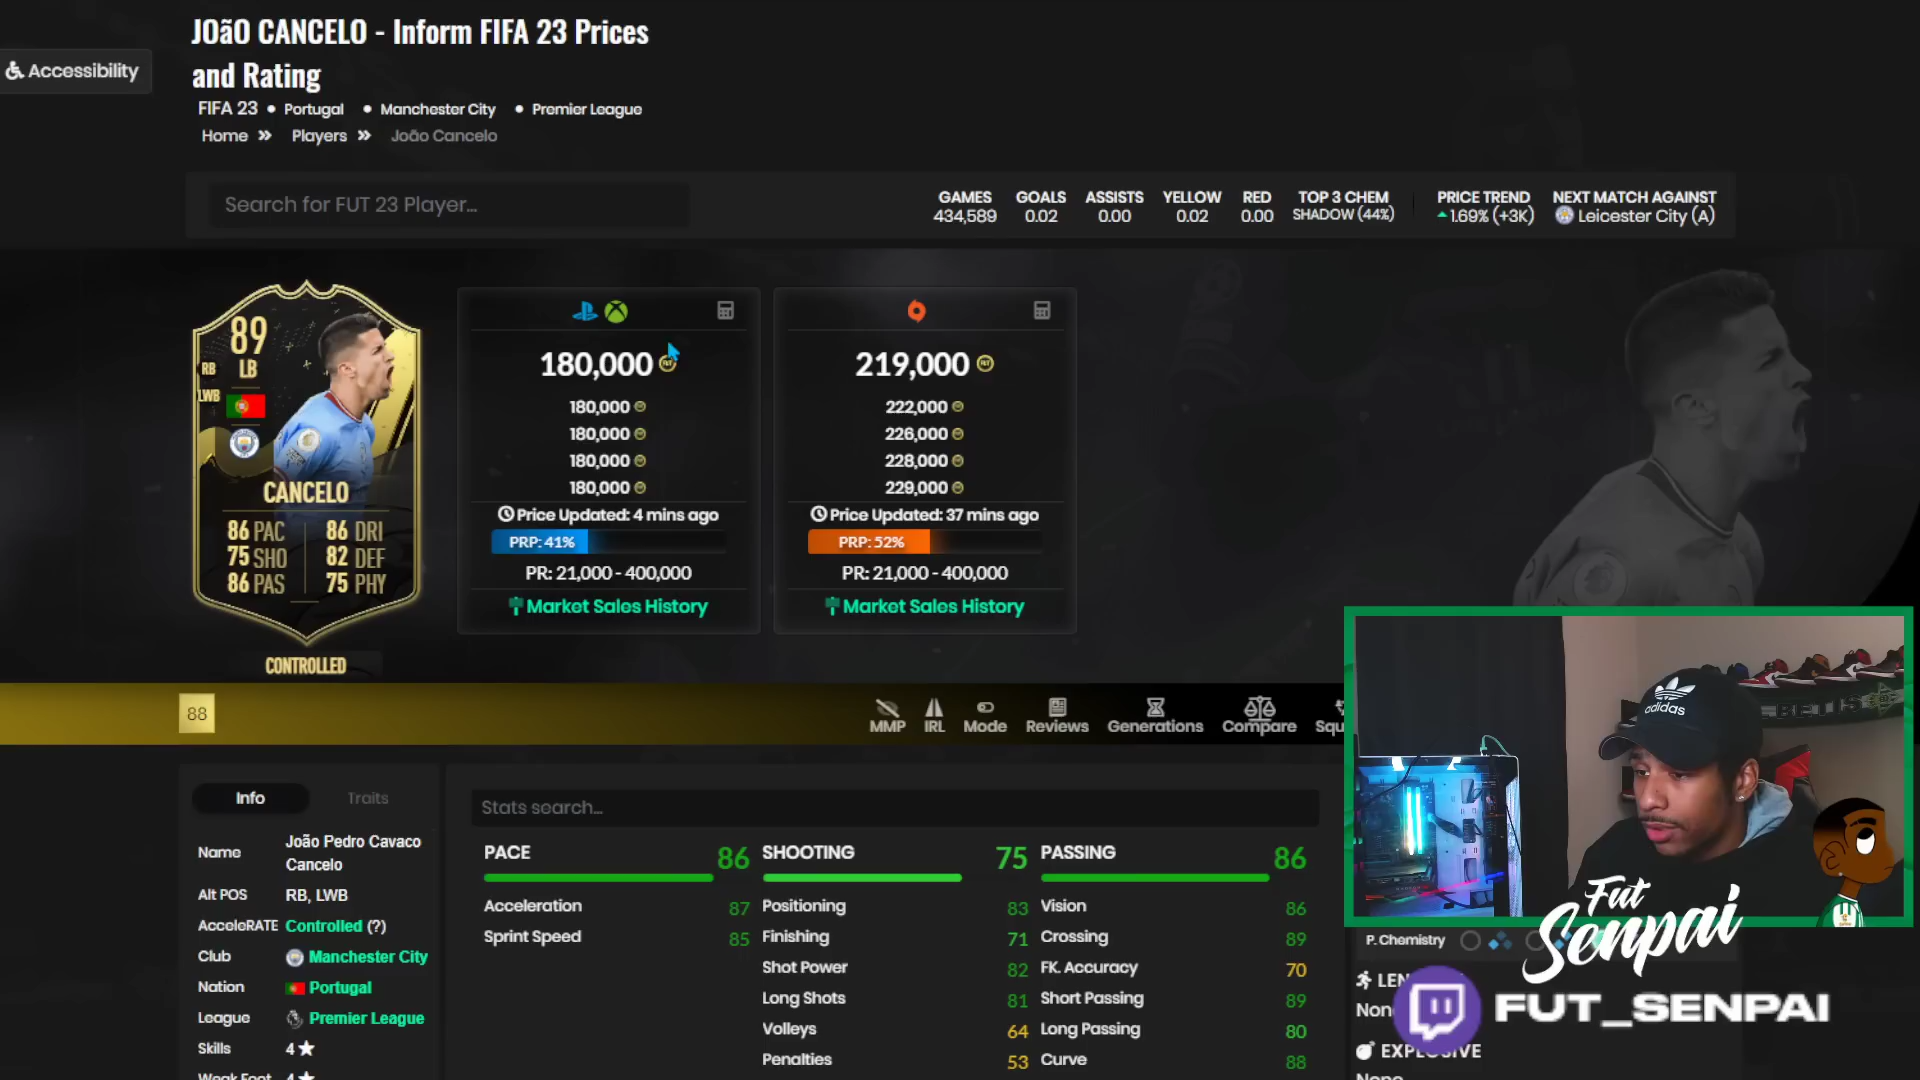 JOãO CANCELO - Inform FIFA 23 Prices
and Rating
Accessibility
FIFA 23 • Portugal • Manchester City • Premier League
Home » Players » João Cancelo
Search for FUT 23 Player...
GAMES GOALS ASSISTS YELLOW RED TOP 3 CHEM PRICE TREND NEXT MATCH AGAINST
434,589 0.02 0.00 0.02 0.00 SHADOW (44%) 1.69% (+3K) Leicester City (A)
89
LB
RB
LWB
CANCELO
86 PAC 86 DRI
75 SHO 82 DEF
86 PAS 75 PHY
CONTROLLED
180,000
180,000
180,000
180,000
180,000
Price Updated: 4 mins ago
PRP: 41%
PR: 21,000 - 400,000
Market Sales History
219,000
222,000
226,000
228,000
229,000
Price Updated: 37 mins ago
PRP: 52%
PR: 21,000 - 400,000
Market Sales History
88
MMP IRL Mode Reviews Generations Compare Squ
Info Traits
Name João Pedro Cavaco
Cancelo
Alt POS RB, LWB
AcceleRATE Controlled (?)
Club Manchester City
Nation Portugal
League Premier League
Skills 4
Weak Foot 4
Stats search...
PACE 86
Acceleration 87
Sprint Speed 85
SHOOTING 75
Positioning 83
Finishing 71
Shot Power 82
Long Shots 81
Volleys 64
Penalties 53
PASSING 86
Vision 86
Crossing 89
FK. Accuracy 70
Short Passing 89
Long Passing 80
Curve 88
adidas
BETIS
Fut
Senpai
P. Chemistry
LEN
None
FUT_SENPAI
EXPLOSIVE
None